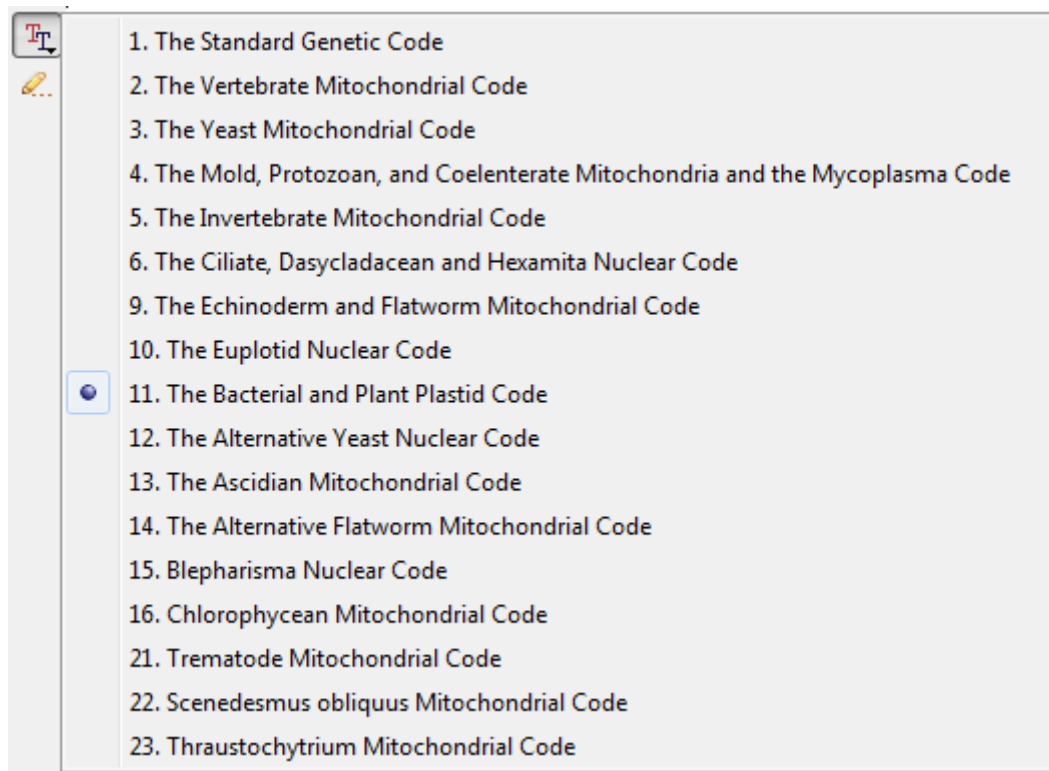 1. The Standard Genetic Code
2. The Vertebrate Mitochondrial Code
3. The Yeast Mitochondrial Code
4. The Mold, Protozoan, and Coelenterate Mitochondria and the Mycoplasma Code
5. The Invertebrate Mitochondrial Code
6. The Ciliate, Dasycladacean and Hexamita Nuclear Code
9. The Echinoderm and Flatworm Mitochondrial Code
10. The Euplotid Nuclear Code
11. The Bacterial and Plant Plastid Code
12. The Alternative Yeast Nuclear Code
13. The Ascidian Mitochondrial Code
14. The Alternative Flatworm Mitochondrial Code
15. Blepharisma Nuclear Code
16. Chlorophycean Mitochondrial Code
21. Trematode Mitochondrial Code
22. Scenedesmus obliquus Mitochondrial Code
23. Thraustochytrium Mitochondrial Code